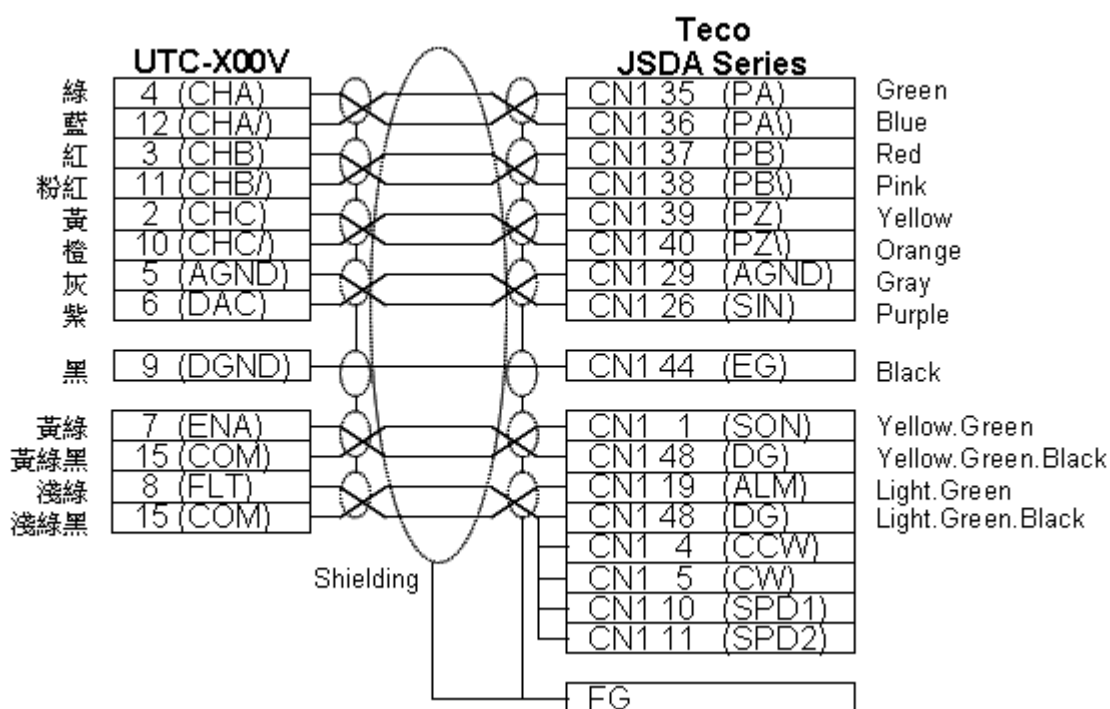 Teco
UTC-X00V JSDA Series
綠 4 (CHA) CN1 35 (PA) Green
藍 12 (CHA/) CN1 36 (PA\) Blue
紅 3 (CHB) CN1 37 (PB) Red
粉紅 11 (CHB/) CN1 38 (PB\) Pink
黃 2 (CHC) CN1 39 (PZ) Yellow
橙 10 (CHC/) CN1 40 (PZ\) Orange
灰 5 (AGND) CN1 29 (AGND) Gray
紫 6 (DAC) CN1 26 (SIN) Purple
黑 9 (DGND) CN1 44 (EG) Black
黃綠 7 (ENA) CN1 1 (SON) Yellow.Green
黃綠黑 15 (COM) CN1 48 (DG) Yellow.Green.Black
淺綠 8 (FLT) CN1 19 (ALM) Light.Green
淺綠黑 15 (COM) CN1 48 (DG) Light.Green.Black
CN1 4 (CCW)
Shielding CN1 5 (CW)
CN1 10 (SPD1)
CN1 11 (SPD2)
FG